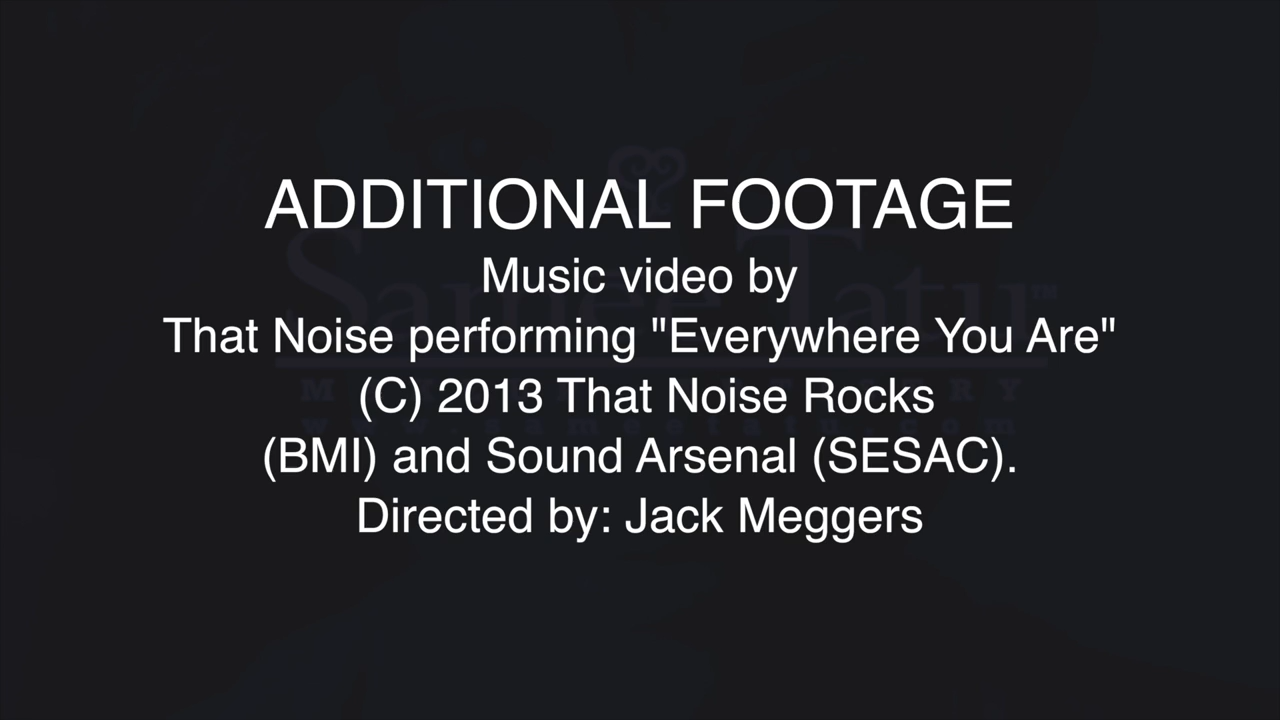 ADDITIONAL FOOTAGE
Music video by
That Noise performing "Everywhere You Are"
(C) 2013 That Noise Rocks
(BMI) and Sound Arsenal (SESAC).
Directed by: Jack Meggers